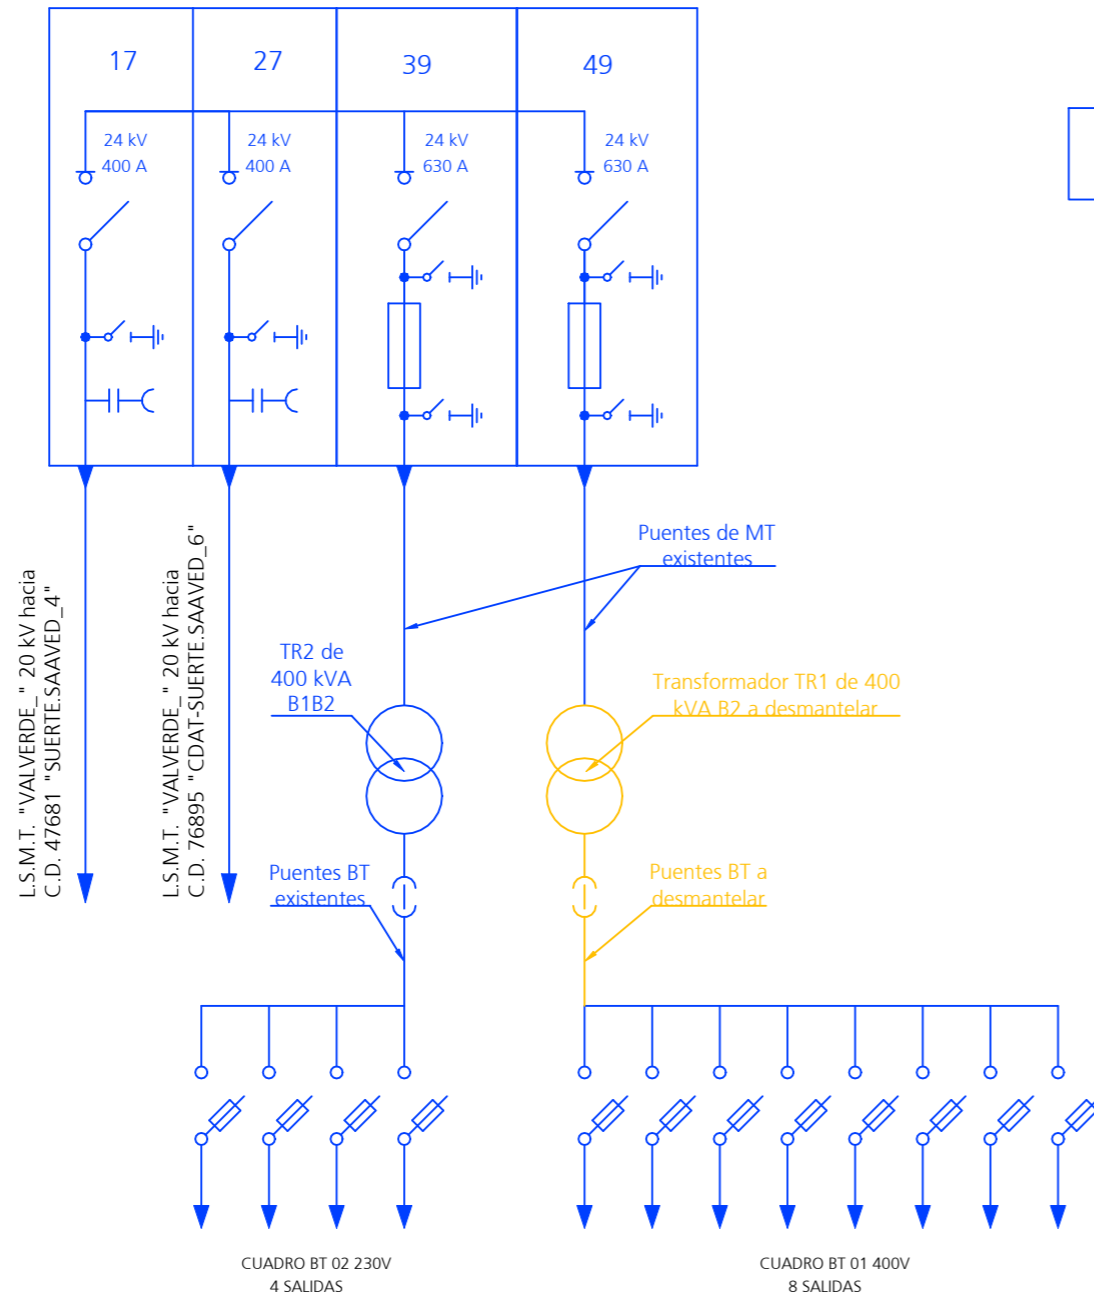 17
27
39
49
24 kV
400 A
24 kV
400 A
24 kV
630 A
24 kV
630 A
L.S.M.T. "VALVERDE_" 20 kV hacia
C.D. 47681 "SUERTE.SAAVED_4"
L.S.M.T. "VALVERDE_" 20 kV hacia
C.D. 76895 "CDAT-SUERTE.SAAVED_6"
Puentes de MT
existentes
TR2 de
400 kVA
B1B2
Transformador TR1 de 400
kVA B2 a desmantelar
Puentes BT
existentes
Puentes BT a
desmantelar
CUADRO BT 02 230V
4 SALIDAS
CUADRO BT 01 400V
8 SALIDAS